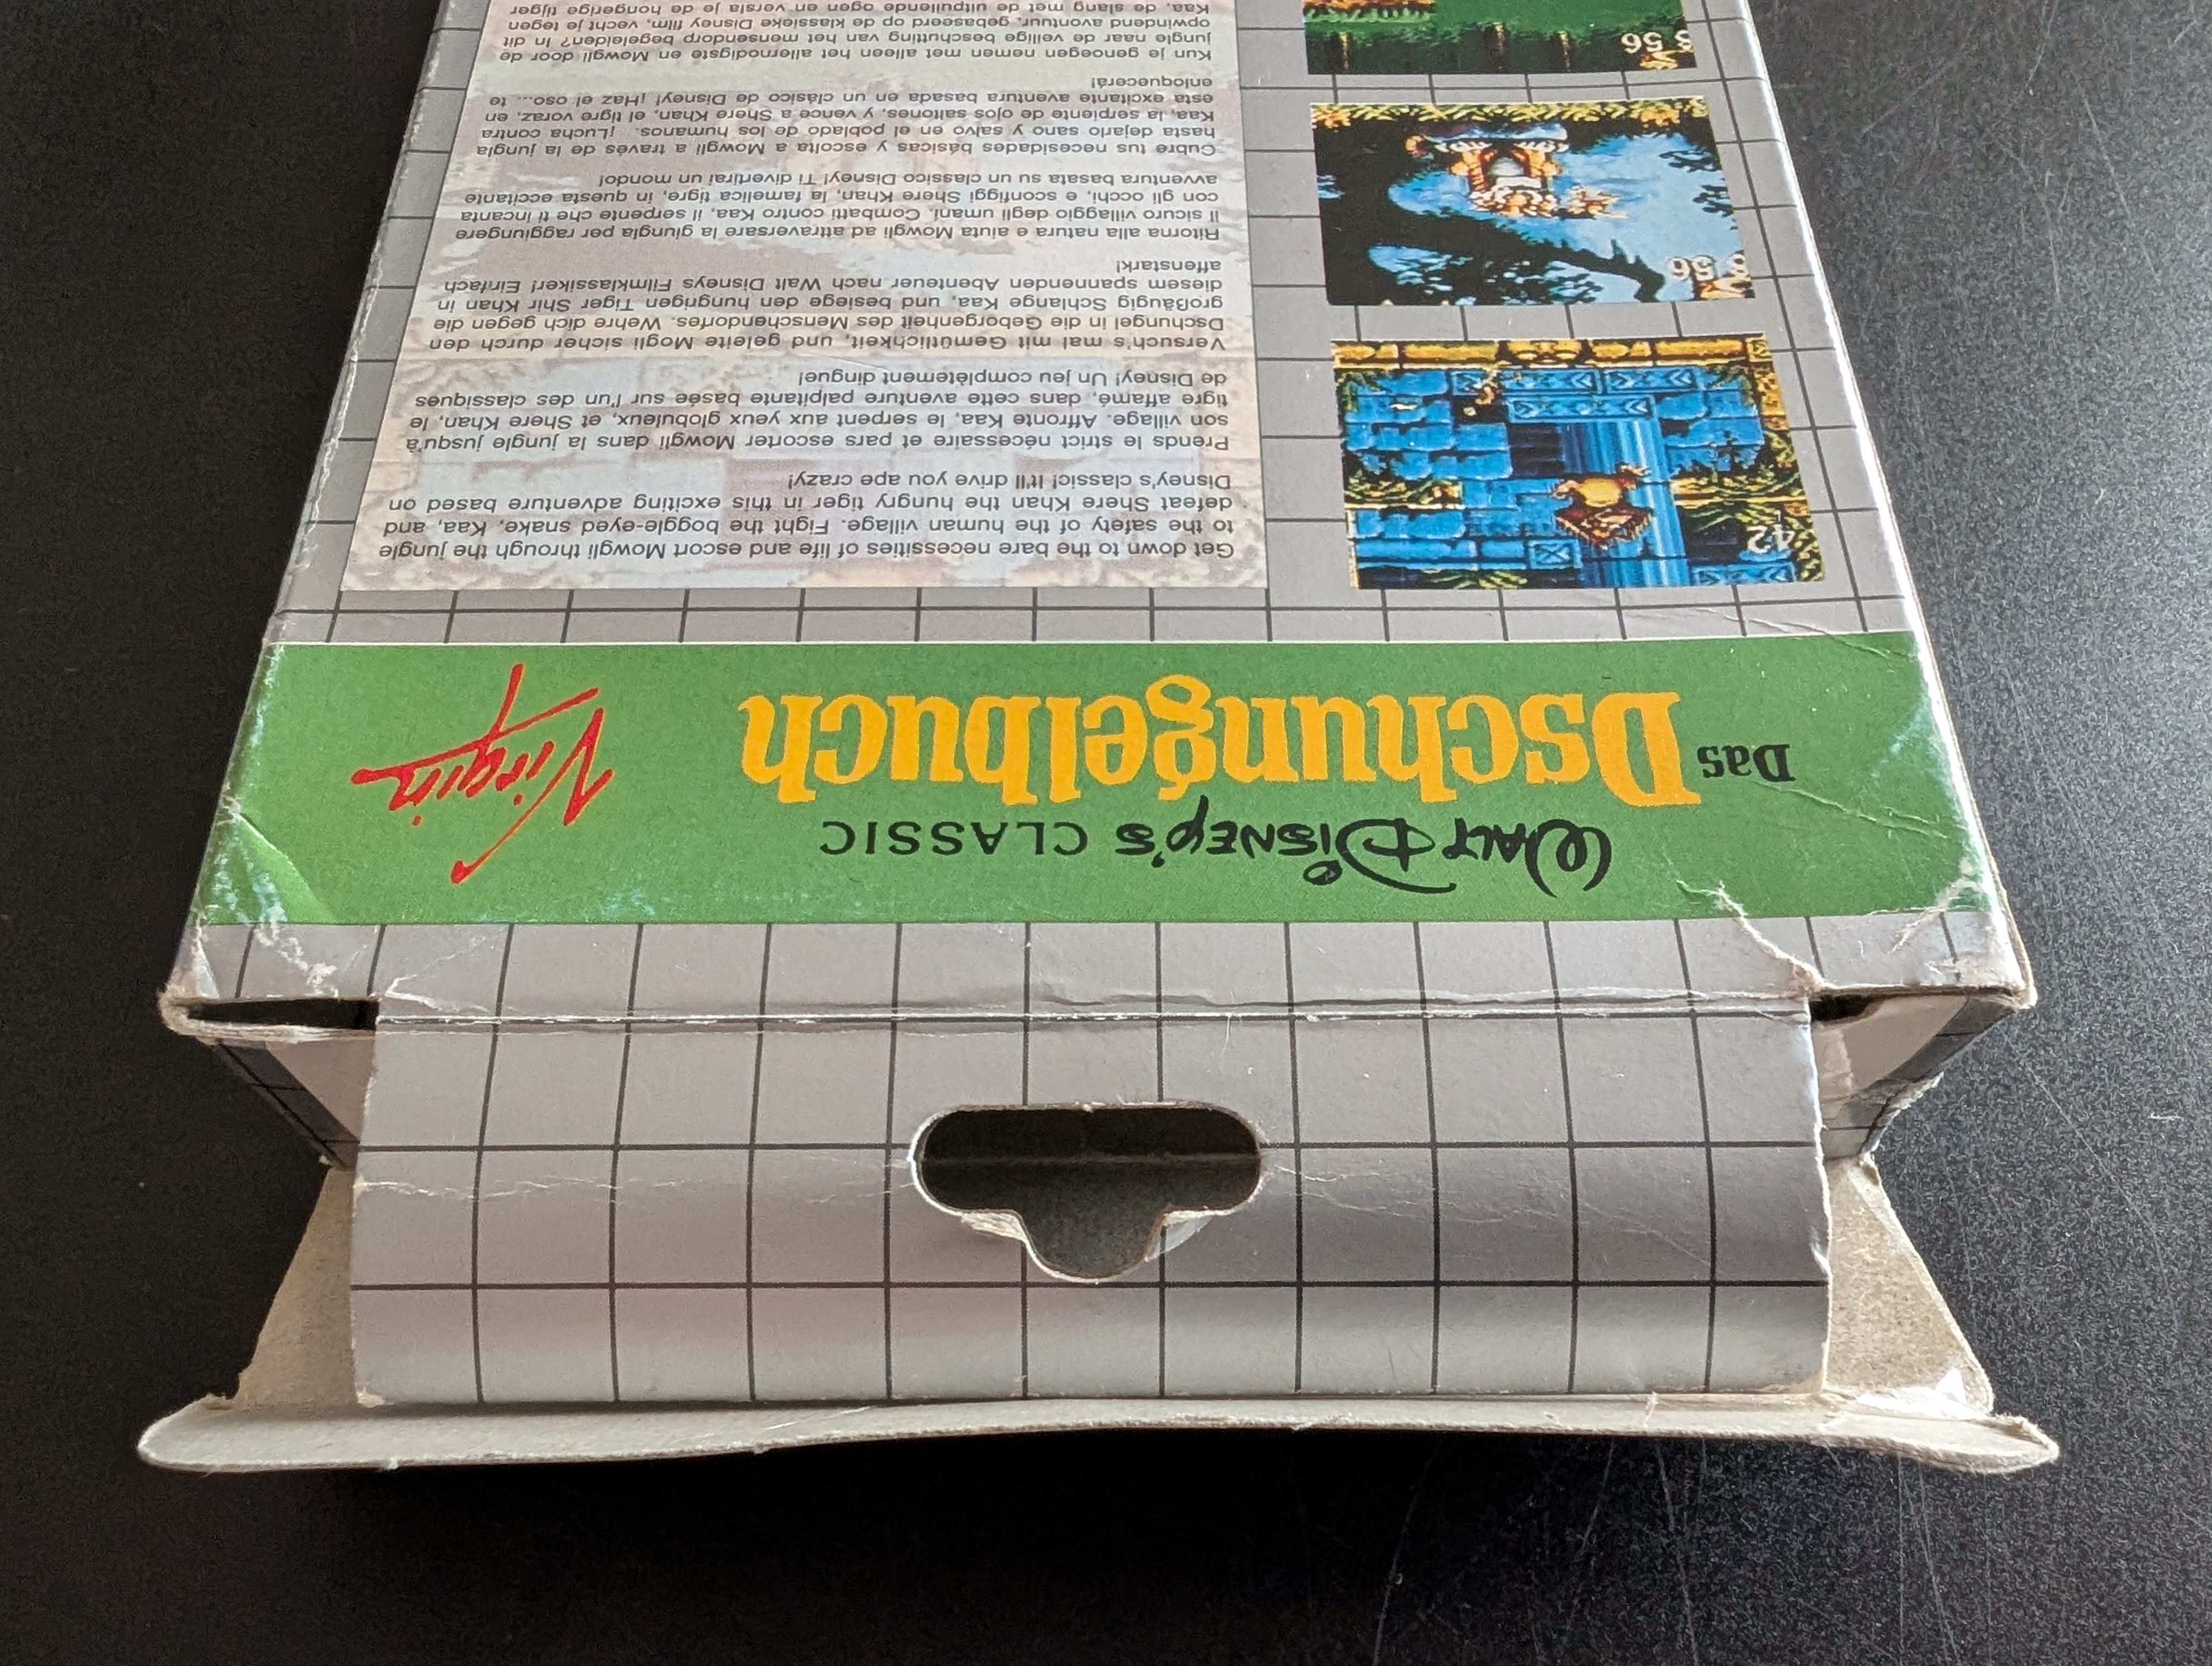 Walt Disney's CLASSIC
Das Dschungelbuch
Virgin
Get down to the bare necessities of life and escort Mowgli through the jungle
to the safety of the human village. Fight the boggle-eyed snake, Kaa, and
defeat Shere Khan the hungry tiger in this exciting adventure based on
Disney's classic! It'll drive you ape crazy!
Prends le strict nécessaire et pars escorter Mowgli dans la jungle jusqu'à
son village. Affronte Kaa, le serpent aux yeux globuleux, et Shere Khan, le
tigre affamé, dans cette aventure palpitante basée sur l'un des classiques
de Disney! Un jeu complètement dingue!
Versuch's mal mit Gemütlichkeit, und geleite Mogli sicher durch den
Dschungel in die Geborgenheit des Menschendorfes. Wehre dich gegen die
großäugig Schlange Kaa, und besiege den hungrigen Tiger Shir Khan in
diesem spannenden Abenteuer nach Walt Disneys Filmklassiker! Einfach
affenstark!
Ritorna alla natura e aiuta Mowgli ad attraversare la giungla per raggiungere
il sicuro villaggio degli umani. Combatti contro Kaa, il serpente che ti incanta
con gli occhi, e sconfiggi Shere Khan, la famelica tigre, in questa eccitante
avventura basata su un classico Disney! Ti divertirai un mondo!
Cubre tus necesidades básicas y escolta a Mowgli a través de la jungla
hasta dejarlo sano y salvo en el poblado de los humanos. ¡Lucha contra
Kaa, la serpiente de ojos saltones, y vence a Shere Khan, el tigre voraz, en
esta excitante aventura basada en un clásico de Disney! ¡Haz el oso... te
enloquecerá!
Kun je genoegen nemen met alleen het allernodigste en Mowgli door de
jungle naar de veilige beschutting van het mensendorp begeleiden? In dit
opwindend avontuur, gebaseerd op de klassieke Disney film, vecht je tegen
Kaa, de slang met de uitpuilende ogen en versla je de hongerige tijger
42
56
56